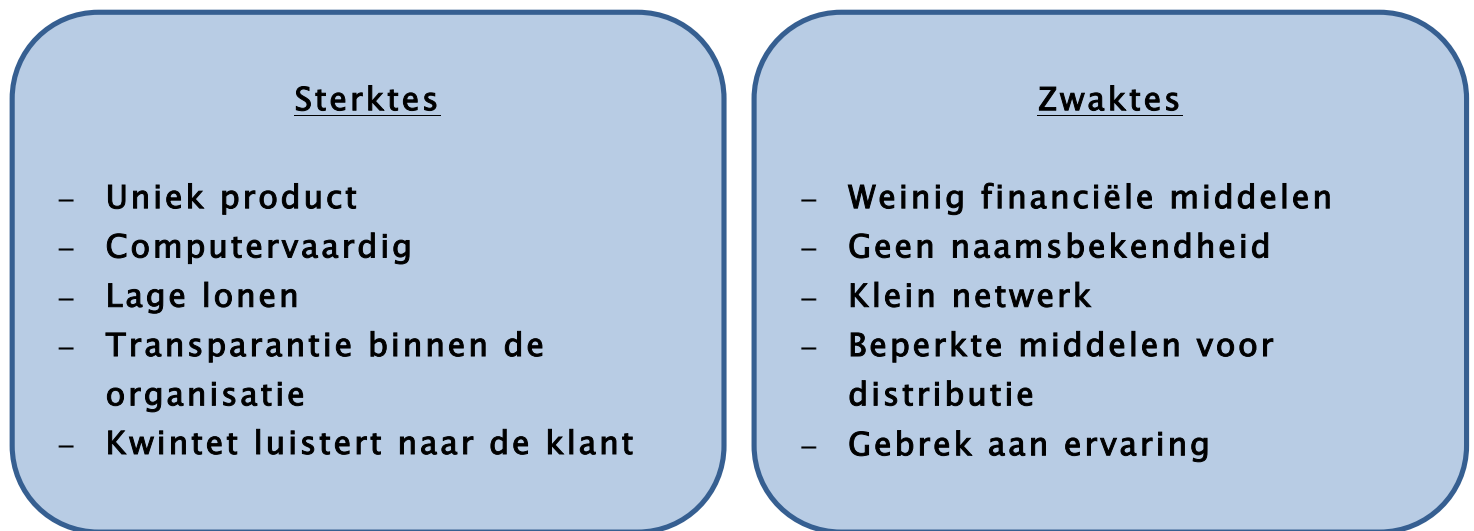 Sterktes
– Uniek product
– Computervaardig
– Lage lonen
– Transparantie binnen de
organisatie
– Kwintet luistert naar de klant
Zwaktes
– Weinig financiële middelen
– Geen naamsbekendheid
– Klein netwerk
– Beperkte middelen voor
distributie
– Gebrek aan ervaring